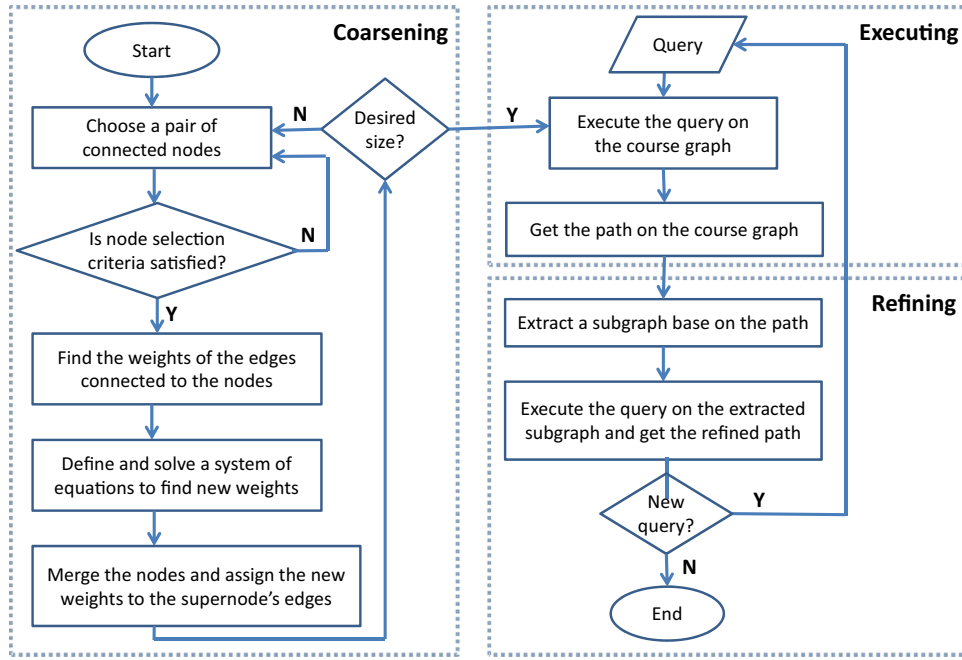 Coarsening
Start
Choose a pair of
connected nodes
N
Desired
size?
Y
Is node selection
criteria satisfied?
N
Y
Find the weights of the edges
connected to the nodes
Define and solve a system of
equations to find new weights
Merge the nodes and assign the new
weights to the supernode's edges
Executing
Query
Execute the query on
the course graph
Get the path on the course graph
Refining
Extract a subgraph base on the path
Execute the query on the extracted
subgraph and get the refined path
New
query?
Y
N
End